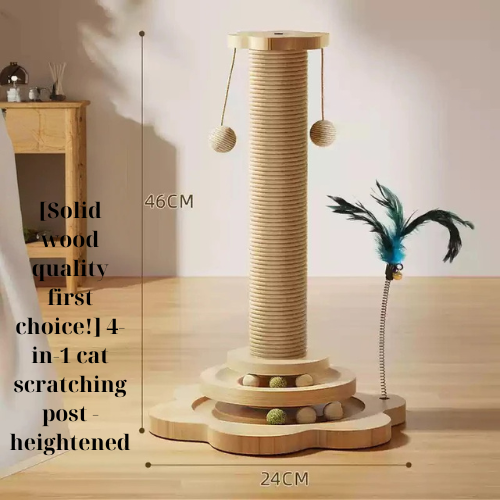 46CM
[Solid
wood
quality
first
choice!] 4-
in-1 cat
scratching
post -
heightened
24CM